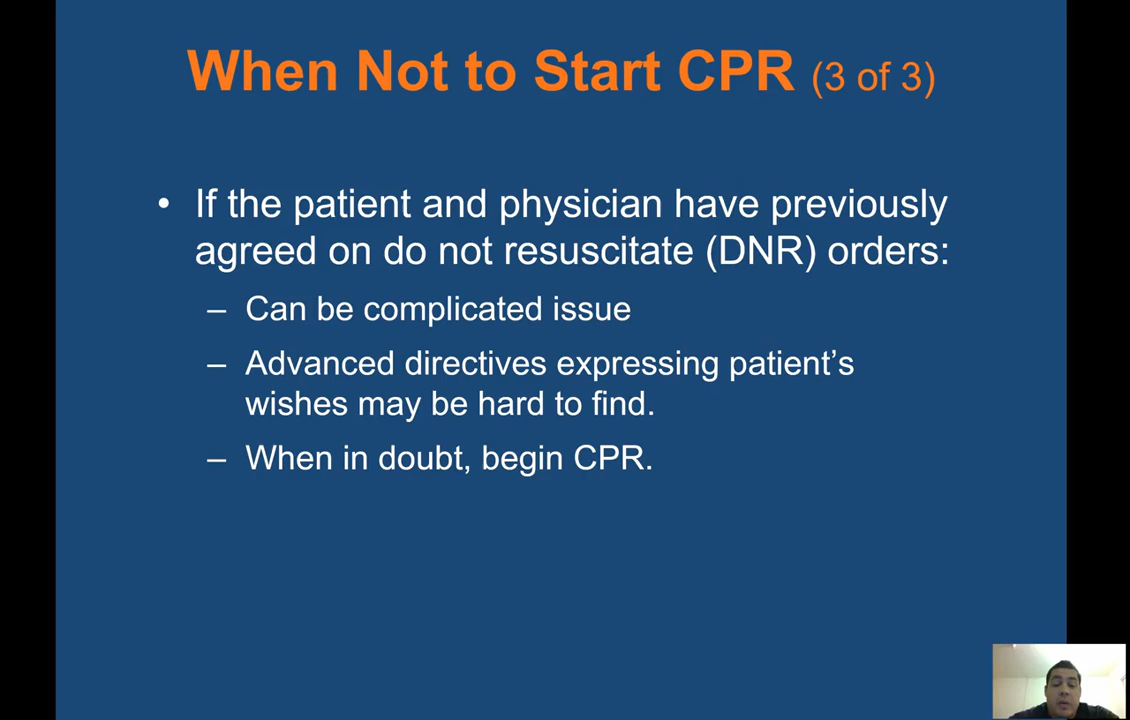 When Not to Start CPR (3 of 3)
• If the patient and physician have previously
agreed on do not resuscitate (DNR) orders:
– Can be complicated issue
– Advanced directives expressing patient’s
wishes may be hard to find.
– When in doubt, begin CPR.